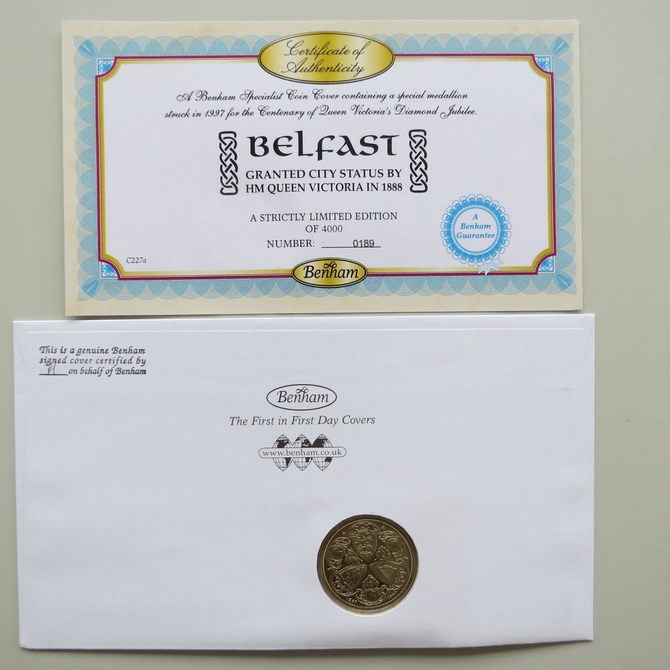 Certificate of
Authenticity
A Benham Specialist Coin Cover containing a special medallion
struck in 1997 for the Centenary of Queen Victoria's Diamond Jubilee.
BELFAST
GRANTED CITY STATUS BY
HM QUEEN VICTORIA IN 1888
A STRICTLY LIMITED EDITION
OF 4000
NUMBER: 0189
A
Benham
Guarantee
C227a
Benham
This is a genuine Benham
signed cover certified by
on behalf of Benham
Benham
The First in First Day Covers
www.benham.co.uk